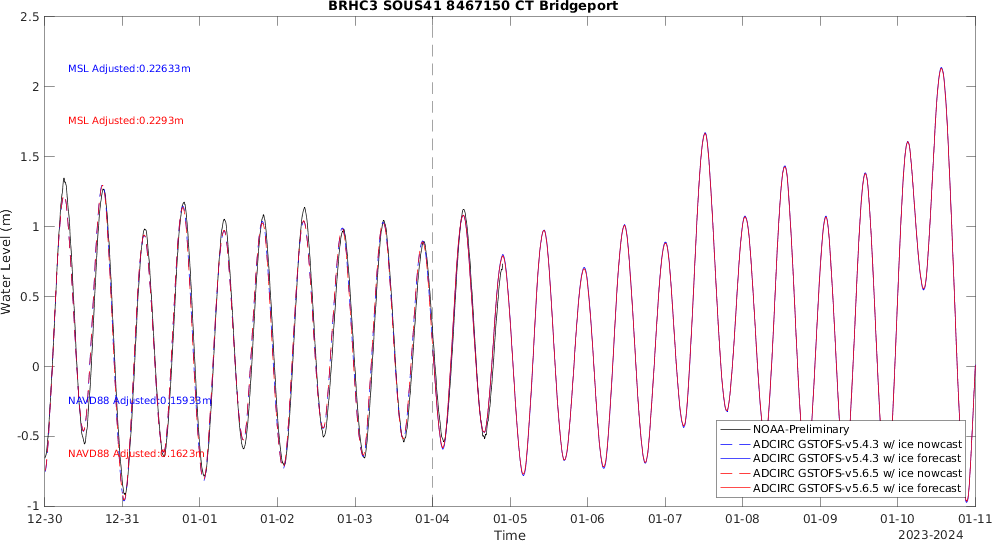 BRHC3 SOUS41 8467150 CT Bridgeport
2.5
2
1.5
1
0.5
0
-0.5
-1
Water Level (m)
MSL Adjusted:0.22633m
MSL Adjusted:0.2293m
NAVD88 Adjusted:0.15933m
NAVD88 Adjusted:0.1623m
NOAA-Preliminary
ADCIRC GSTOFS-v5.4.3 w/ ice nowcast
ADCIRC GSTOFS-v5.4.3 w/ ice forecast
ADCIRC GSTOFS-v5.6.5 w/ ice nowcast
ADCIRC GSTOFS-v5.6.5 w/ ice forecast
12-30 12-31 01-01 01-02 01-03 01-04 01-05 01-06 01-07 01-08 01-09 01-10 01-11
Time
2023-2024